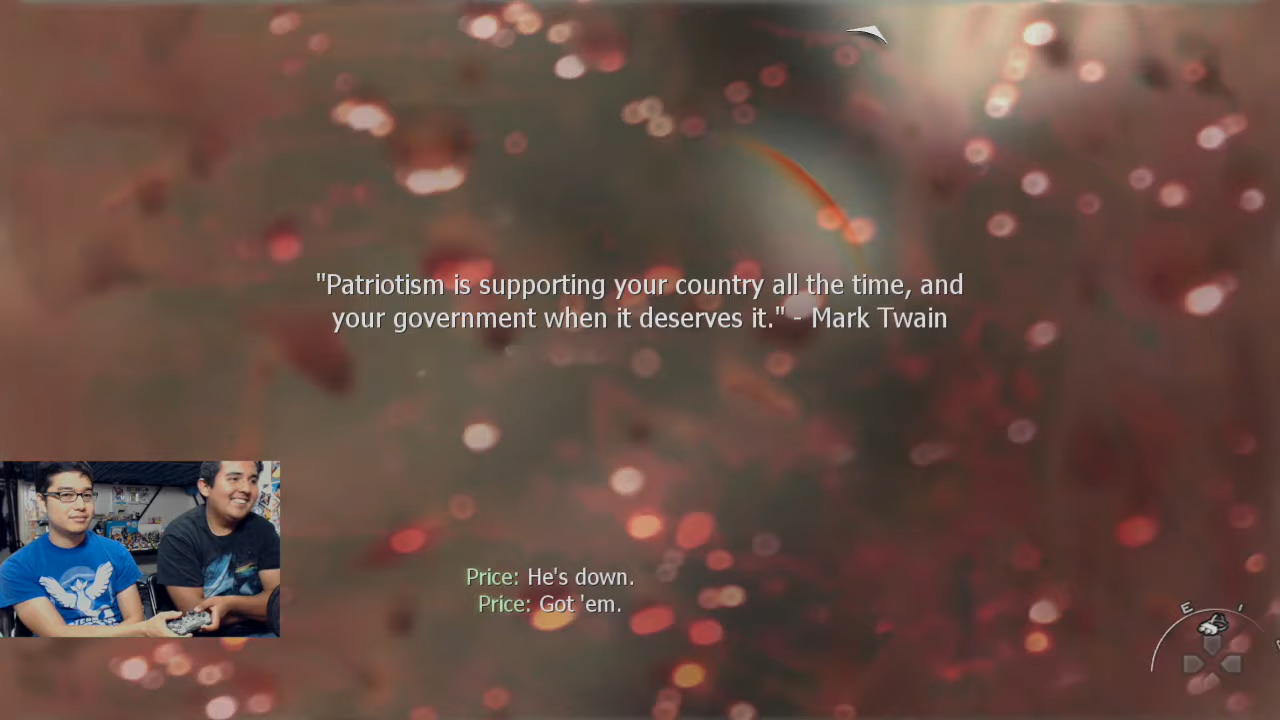 "Patriotism is supporting your country all the time, and
your government when it deserves it." - Mark Twain
Price: He's down.
Price: Got 'em.
E